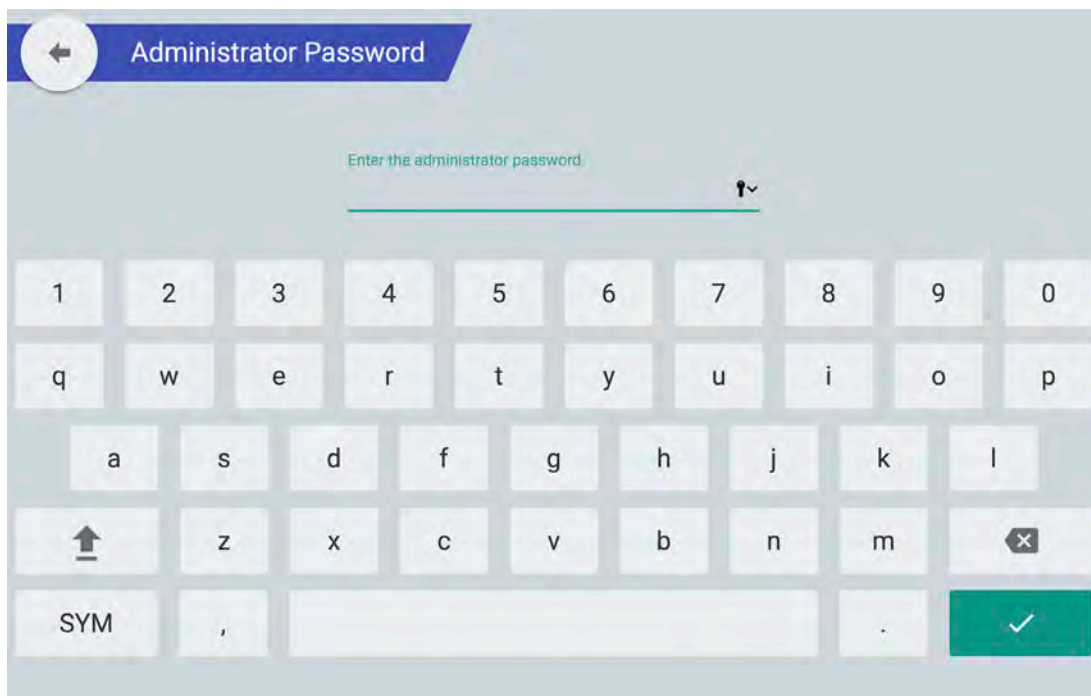 Administrator Password
Enter the administrator password
1 2 3 4 5 6 7 8 9 0
q w e r t y u i o p
a s d f g h j k l
z x c v b n m
SYM , .